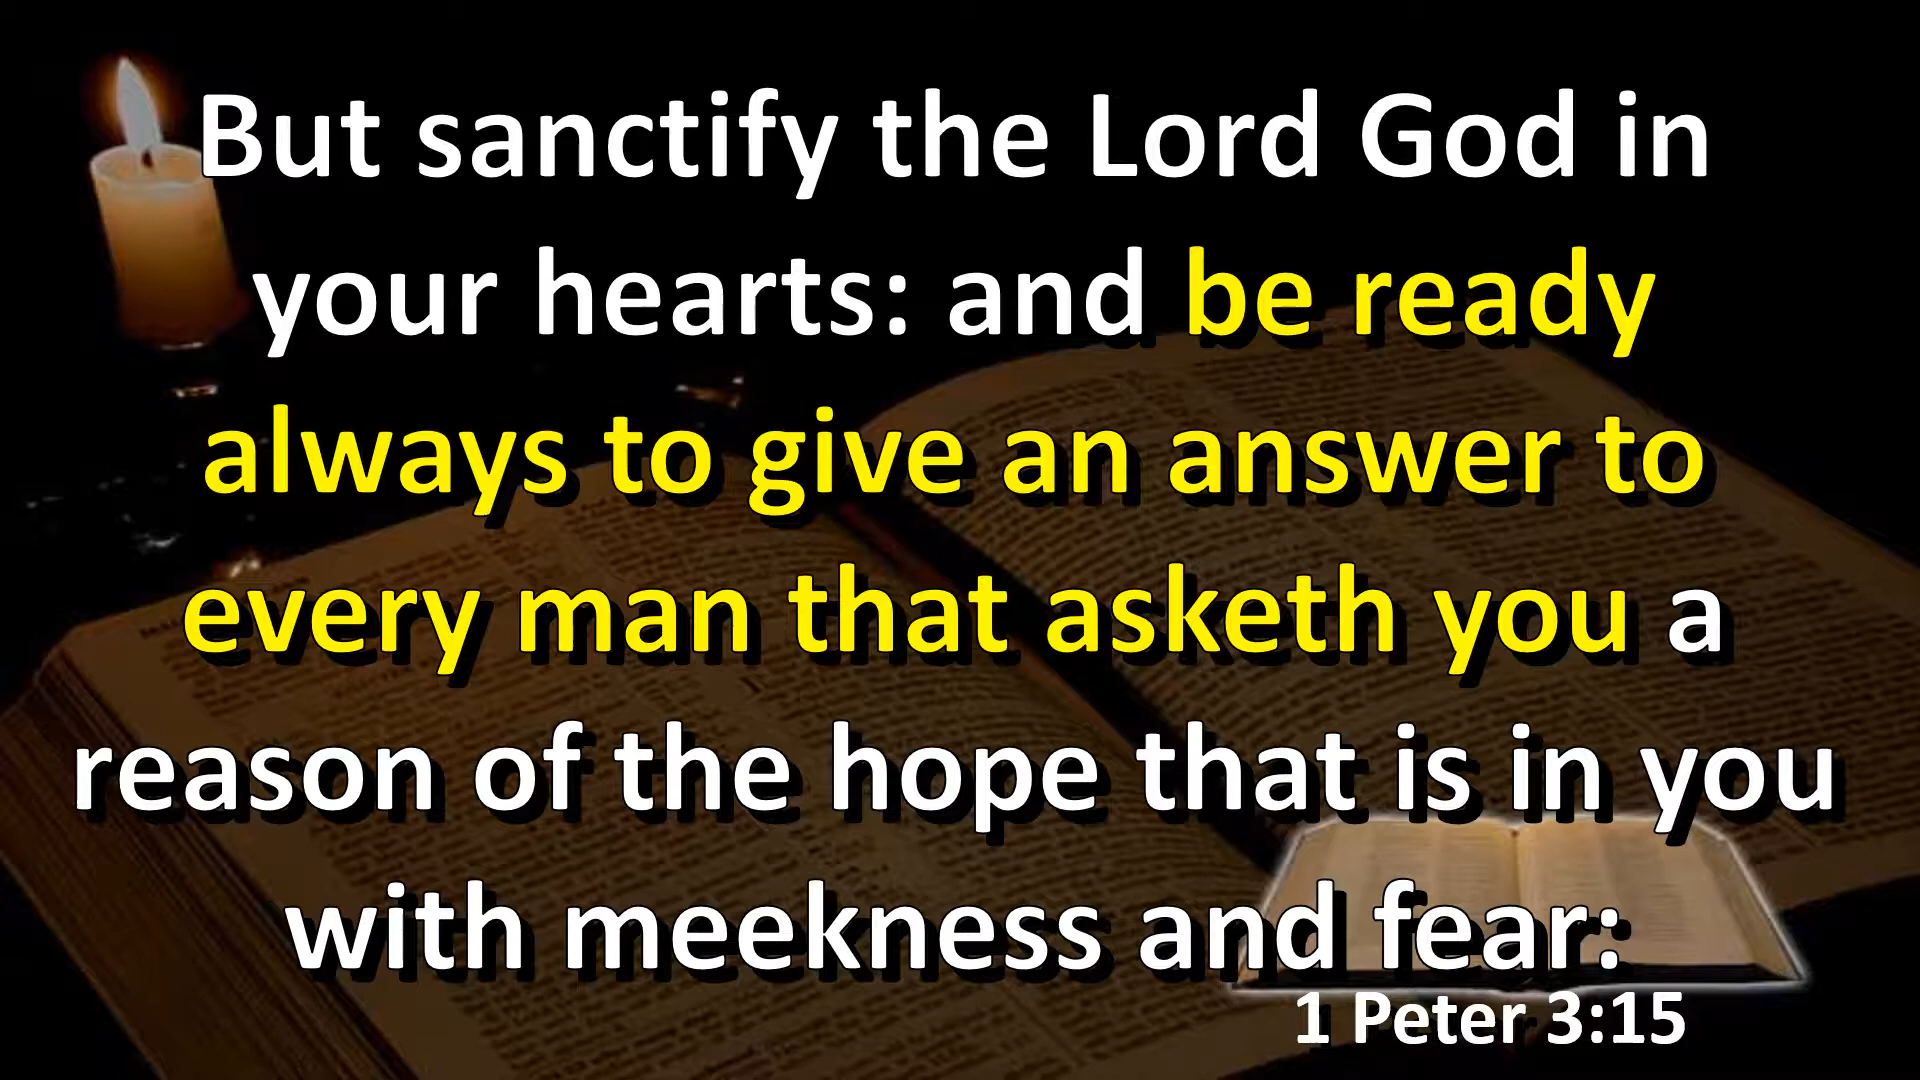 But sanctify the Lord God in
your hearts: and be ready
always to give an answer to
every man that asketh you a
reason of the hope that is in you
with meekness and fear:
1 Peter 3:15